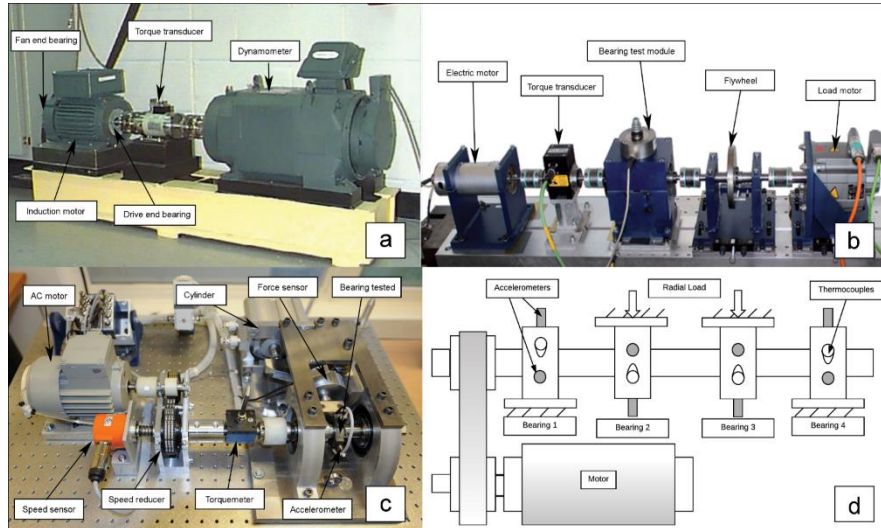 Fan end bearing
Torque transducer
Dynamometer
Induction motor
Drive end bearing
a
Electric motor
Torque transducer
Bearing test module
Flywheel
Load motor
b
AC motor
Cylinder
Force sensor
Bearing tested
Speed sensor
Speed reducer
Torquemeter
Accelerometer
c
Accelerometers
Radial Load
Thermocouples
Bearing 1
Bearing 2
Bearing 3
Bearing 4
Motor
d